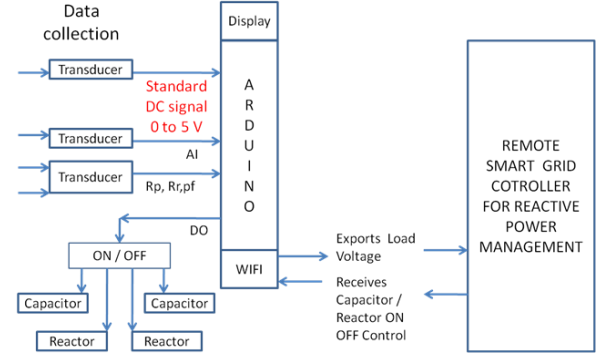 Data
collection
Display
Transducer
Standard
DC signal
0 to 5 V
ARDUINO
Transducer
AI
Transducer
Rp, Rr,pf
DO
ON / OFF
WIFI
Capacitor
Capacitor
Reactor
Reactor
Exports Load
Voltage
Receives
Capacitor /
Reactor ON
OFF Control
REMOTE
SMART GRID
COTROLLER
FOR REACTIVE
POWER
MANAGEMENT